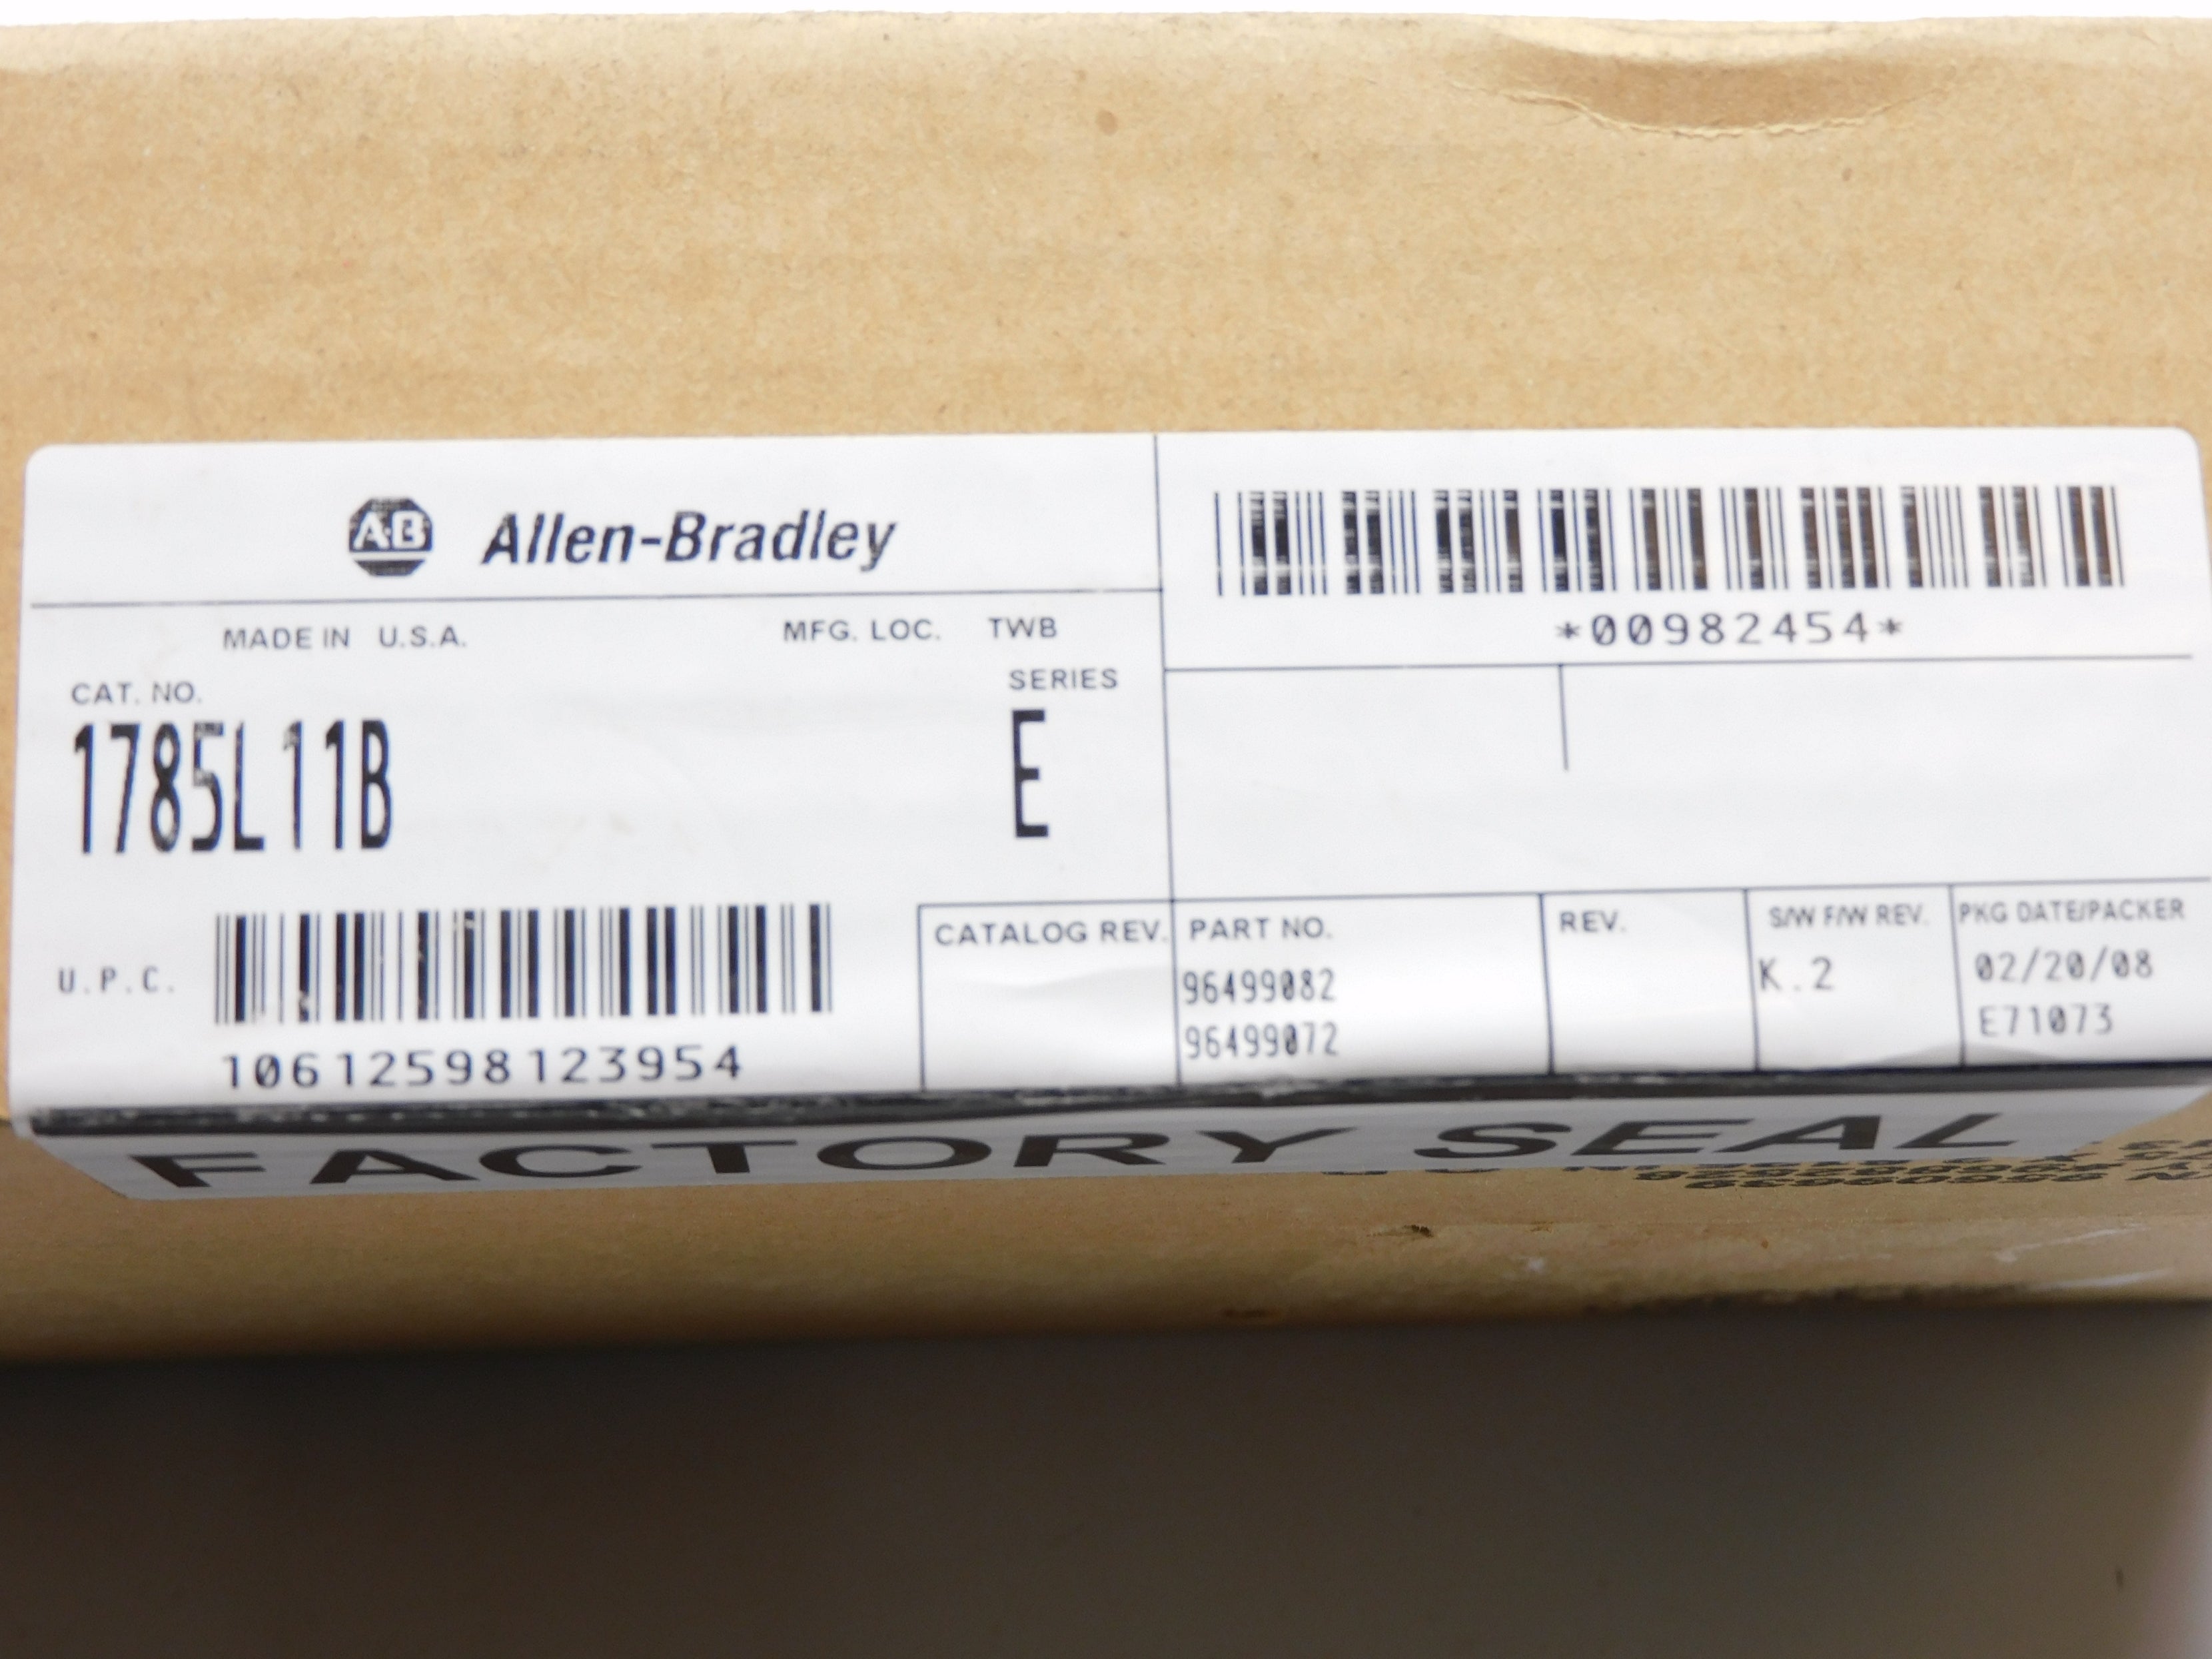 A-B Allen-Bradley
*00982454*
MADE IN U.S.A. MFG. LOC. TWB
CAT. NO. SERIES
1785L11B E
U.P.C.
10612598123954
CATALOG REV. PART NO. REV. S/W F/W REV. PKG DATE/PACKER
96499082 K.2 02/20/08
96499072 E71073
FACTORY SEAL